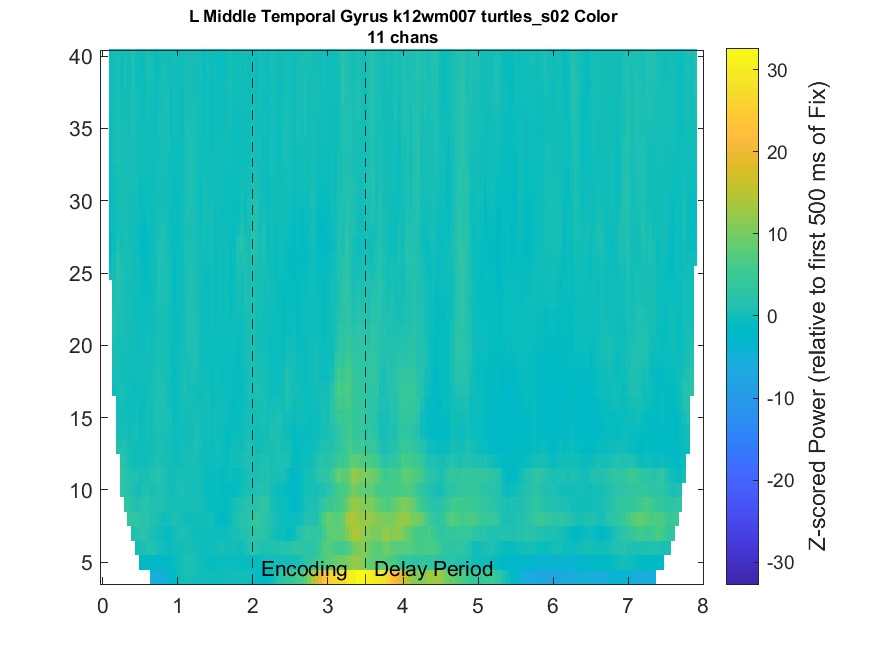 L Middle Temporal Gyrus k12wm007 turtles_s02 Color
11 chans
40
35
30
25
20
15
10
5
Encoding
Delay Period
0 1 2 3 4 5 6 7 8
30
20
10
0
-10
-20
-30
Z-scored Power (relative to first 500 ms of Fix)